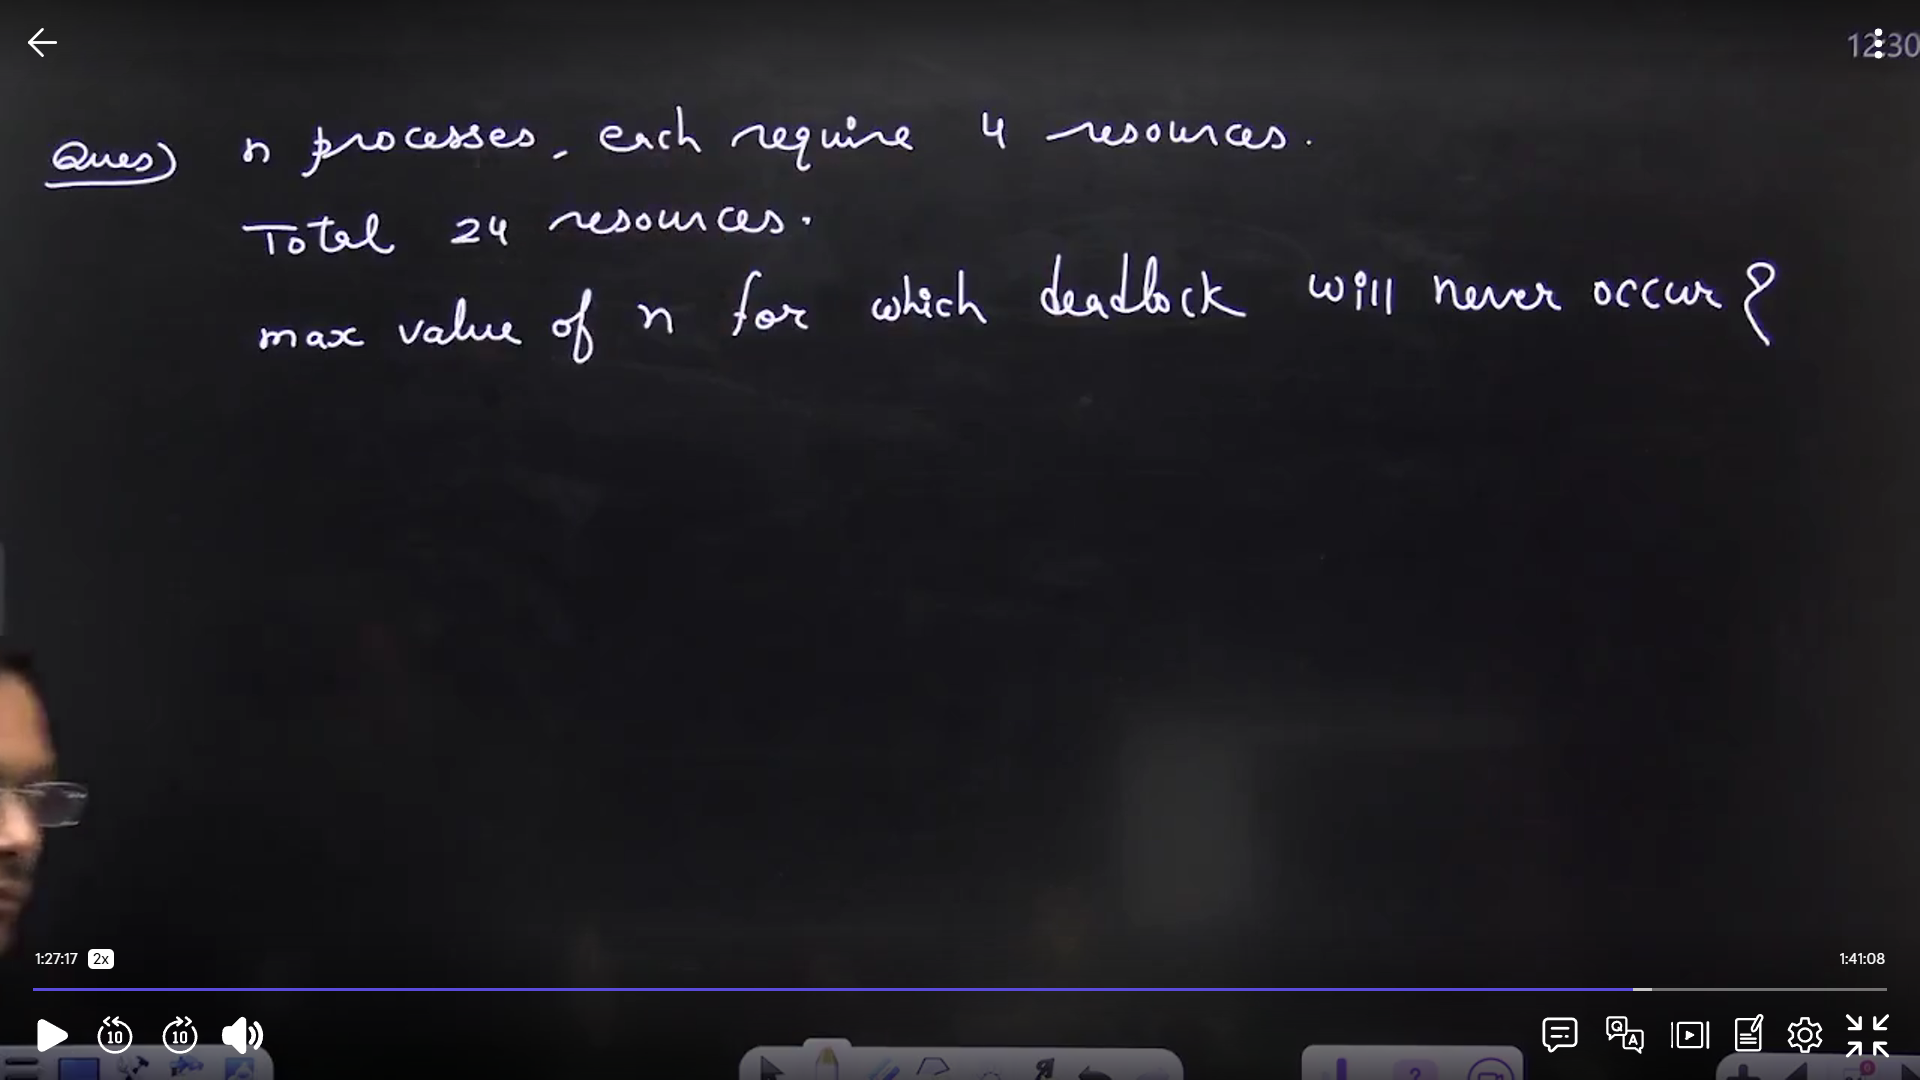 12:30
Ques) n processes, each require 4 resources.
Total 24 resources.
max value of n for which deadlock will never occur ?
1:27:17 2x 1:41:08
10 10